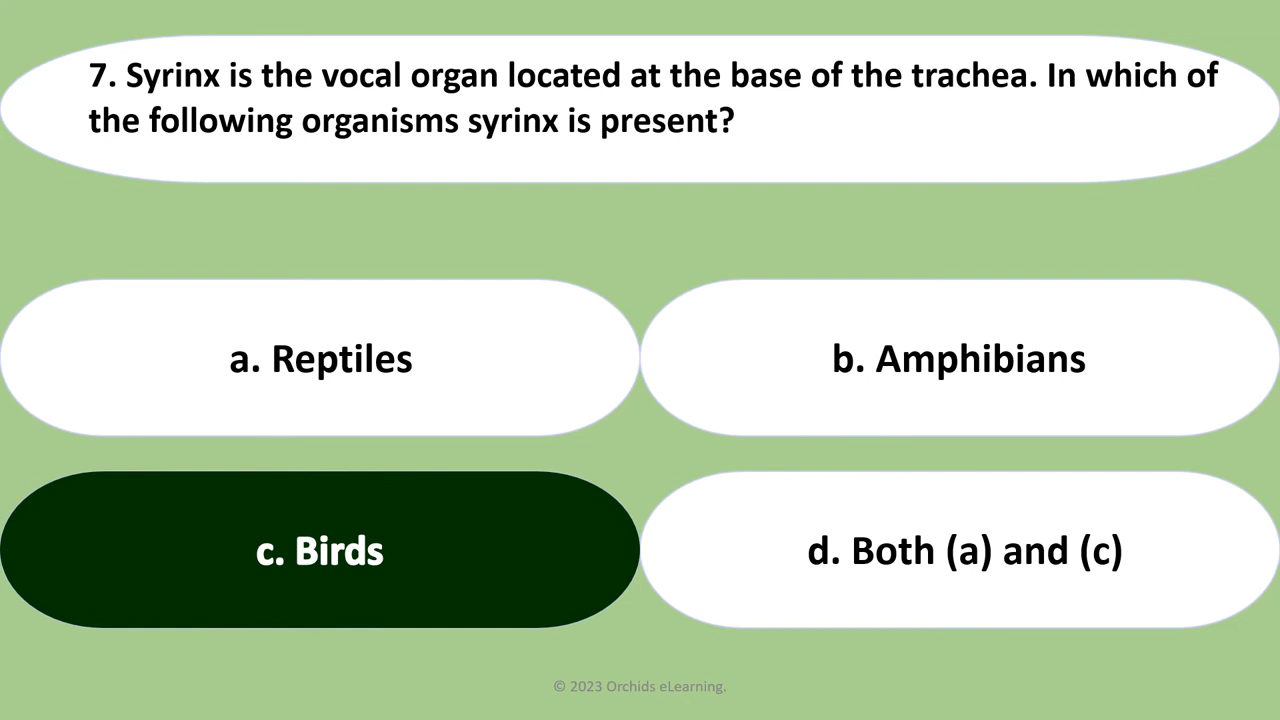 7. Syrinx is the vocal organ located at the base of the trachea. In which of
the following organisms syrinx is present?
a. Reptiles
b. Amphibians
c. Birds
d. Both (a) and (c)
© 2023 Orchids eLearning.